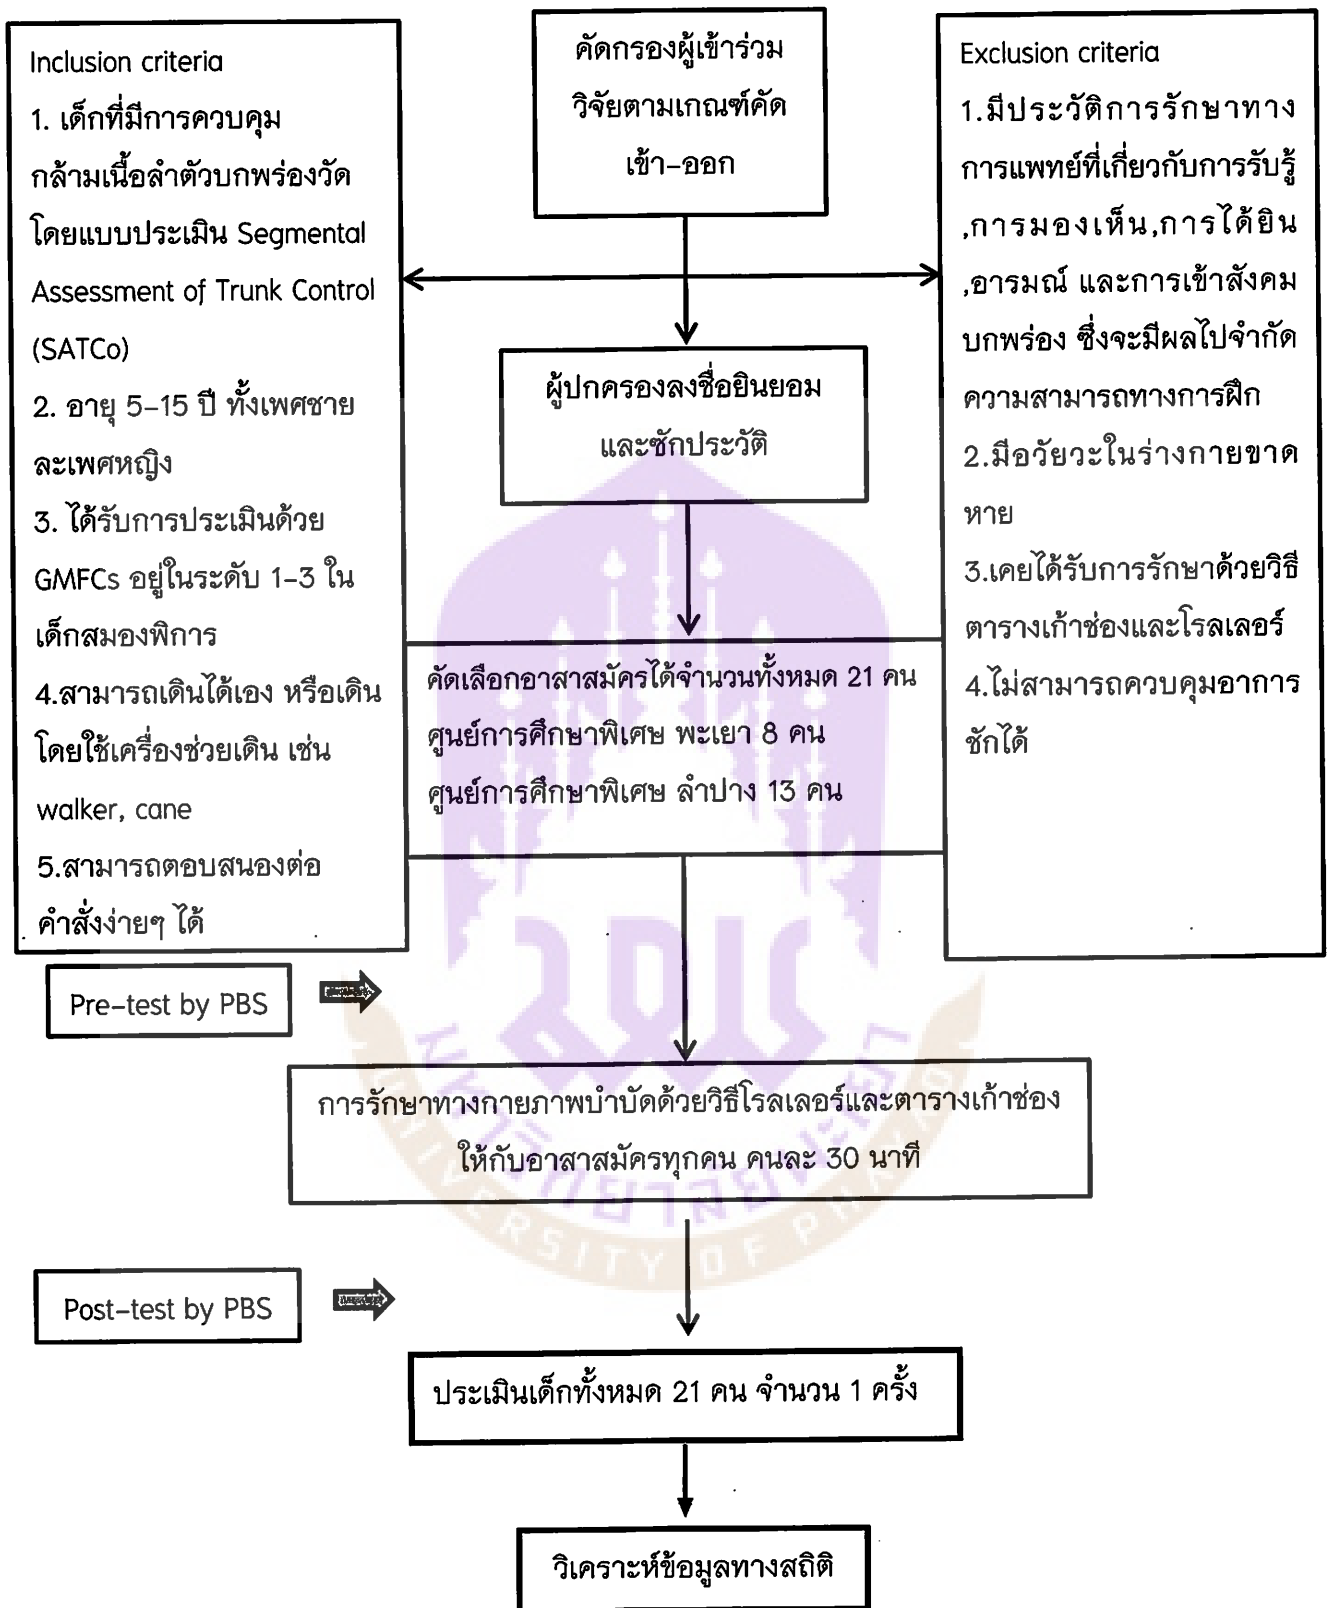 Inclusion criteria
1. เด็กที่มีการควบคุม
กล้ามเนื้อลำตัวบกพร่องวัด
โดยแบบประเมิน Segmental
Assessment of Trunk Control
(SATCo)
2. อายุ 5–15 ปี ทั้งเพศชาย
ละเพศหญิง
3. ได้รับการประเมินด้วย
GMFCs อยู่ในระดับ 1–3 ใน
เด็กสมองพิการ
4.สามารถเดินได้เอง หรือเดิน
โดยใช้เครื่องช่วยเดิน เช่น
walker, cane
5.สามารถตอบสนองต่อ
คำสั่งง่ายๆ ได้
คัดกรองผู้เข้าร่วม
วิจัยตามเกณฑ์คัด
เข้า–ออก
Exclusion criteria
1.มีประวัติการรักษาทาง
การแพทย์ที่เกี่ยวกับการรับรู้
,การมองเห็น,การได้ยิน
,อารมณ์ และการเข้าสังคม
บกพร่อง ซึ่งจะมีผลไปจำกัด
ความสามารถทางการฝึก
2.มีอวัยวะในร่างกายขาด
หาย
3.เคยได้รับการรักษาด้วยวิธี
ตารางเก้าช่องและโรลเลอร์
4.ไม่สามารถควบคุมอาการ
ชักได้
ผู้ปกครองลงชื่อยินยอม
และซักประวัติ
คัดเลือกอาสาสมัครได้จำนวนทั้งหมด 21 คน
ศูนย์การศึกษาพิเศษ พะเยา 8 คน
ศูนย์การศึกษาพิเศษ ลำปาง 13 คน
Pre–test by PBS
การรักษาทางกายภาพบำบัดด้วยวิธีโรลเลอร์และตารางเก้าช่อง
ให้กับอาสาสมัครทุกคน คนละ 30 นาที
มหาวิทยาลัยพะเยา
UNIVERSITY OF PHAYAO
Post–test by PBS
ประเมินเด็กทั้งหมด 21 คน จำนวน 1 ครั้ง
วิเคราะห์ข้อมูลทางสถิติ